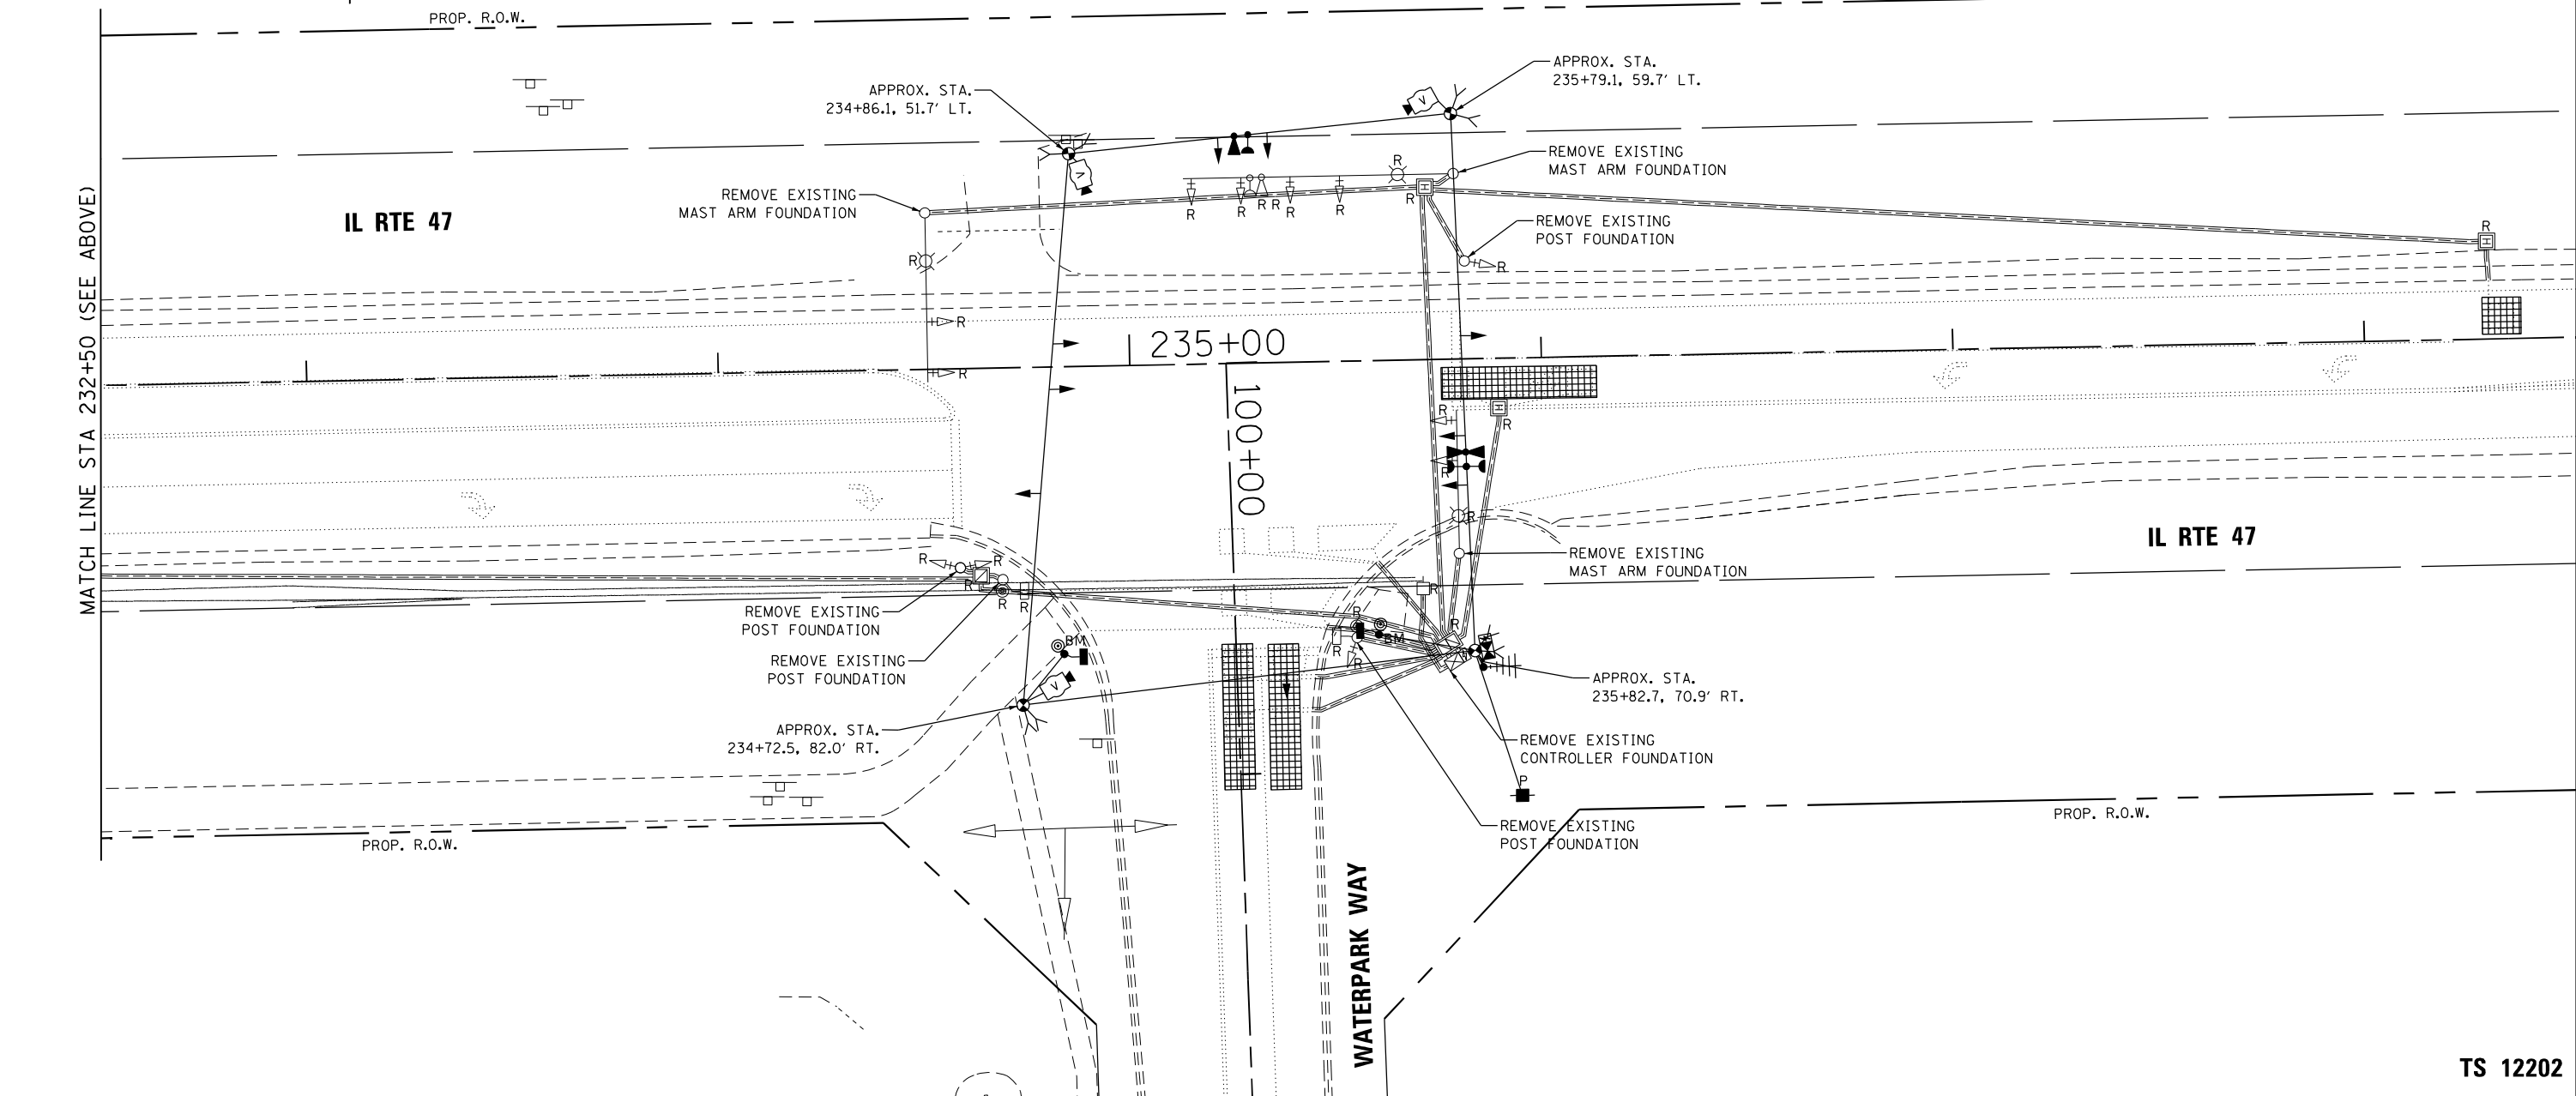 PROP. R.O.W.
APPROX. STA.
235+79.1, 59.7' LT.
APPROX. STA.
234+86.1, 51.7' LT.
V
V
R
REMOVE EXISTING
MAST ARM FOUNDATION
REMOVE EXISTING
MAST ARM FOUNDATION
H
R
R
R
R
R
R
R
IL RTE 47
REMOVE EXISTING
POST FOUNDATION
R
H
R
R
R
R
MATCH LINE STA 232+50 (SEE ABOVE)
235+00
100+00
H
R
R
R
R
IL RTE 47
REMOVE EXISTING
MAST ARM FOUNDATION
R
R
R
R
R
R
REMOVE EXISTING
POST FOUNDATION
R
R
BM
BM
R
R
REMOVE EXISTING
POST FOUNDATION
V
APPROX. STA.
235+82.7, 70.9' RT.
APPROX. STA.
234+72.5, 82.0' RT.
REMOVE EXISTING
CONTROLLER FOUNDATION
P
REMOVE EXISTING
POST FOUNDATION
PROP. R.O.W.
PROP. R.O.W.
WATERPARK WAY
TS 12202